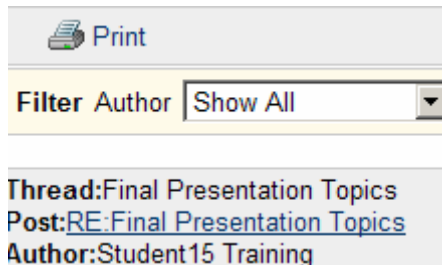 Print
Filter Author Show All
Thread:Final Presentation Topics
Post:RE:Final Presentation Topics
Author:Student15 Training